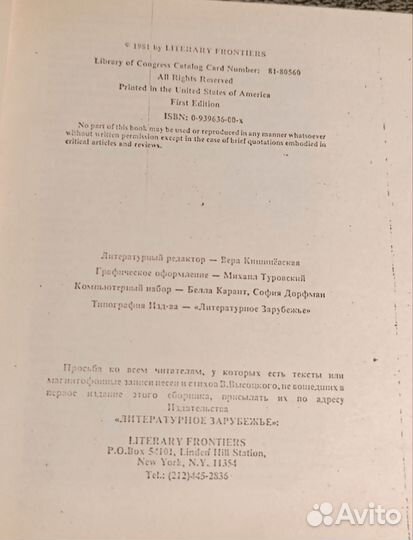 © 1981 by LITERARY FRONTIERS
Library of Congress Catalog Card Number: 81-80560
All Rights Reserved
Printed in the United States of America
First Edition
ISBN: 0-939636-00-x
No part of this book may be used or reproduced in any manner whatsoever
without written permission except in the case of brief quotations embodied in
critical articles and reviews.
Литературный редактор — Вера Кишинёвская
Графическое оформление — Михаил Туровский
Компьютерный набор — Белла Карант, София Дорфман
Типография Изд-ва — «Литературное Зарубежье»
Просьба ко всем читателям, у которых есть тексты или
магнитофонные записи песен и стихов В.Высоцкого, не вошедших в
первое издание этого сборника, присылать их по адресу
Издательства
«ЛИТЕРАТУРНОЕ ЗАРУБЕЖЬЕ»:
LITERARY FRONTIERS
P.O.Box 54101, Linden Hill Station,
New York, N.Y. 11354
Tel.: (212)445-2836
Avito